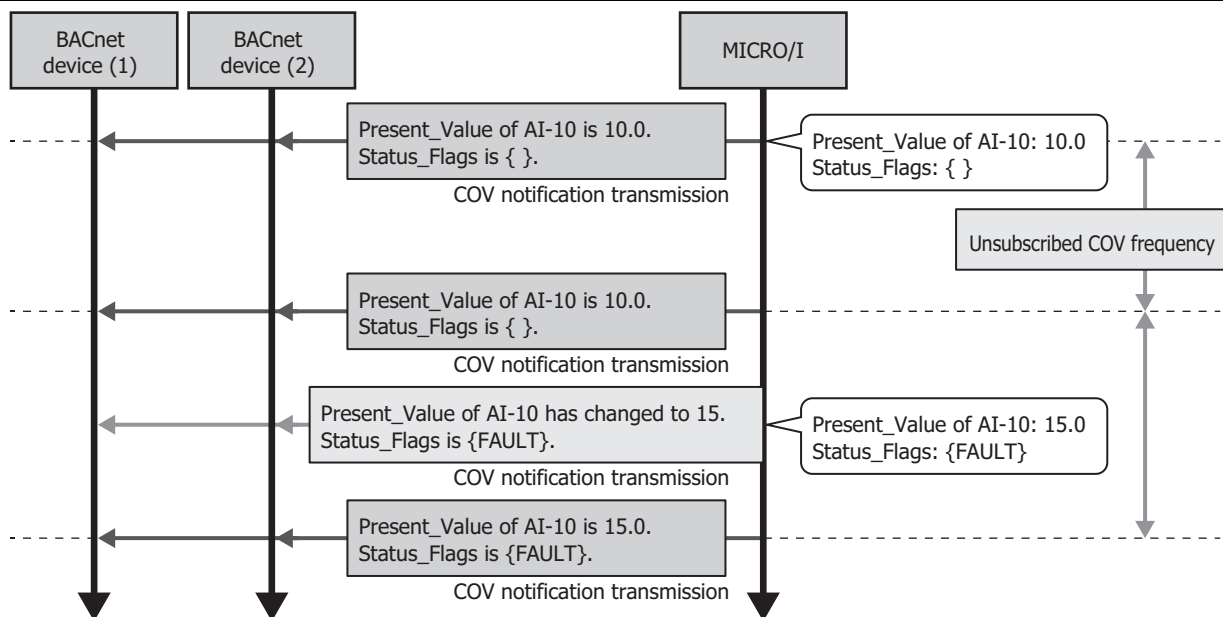 BACnet
device (1)
BACnet
device (2)
MICRO/I
Present_Value of AI-10 is 10.0.
Status_Flags is { }.
COV notification transmission
Present_Value of AI-10: 10.0
Status_Flags: { }
Unsubscribed COV frequency
Present_Value of AI-10 is 10.0.
Status_Flags is { }.
COV notification transmission
Present_Value of AI-10 has changed to 15.
Status_Flags is {FAULT}.
COV notification transmission
Present_Value of AI-10: 15.0
Status_Flags: {FAULT}
Present_Value of AI-10 is 15.0.
Status_Flags is {FAULT}.
COV notification transmission